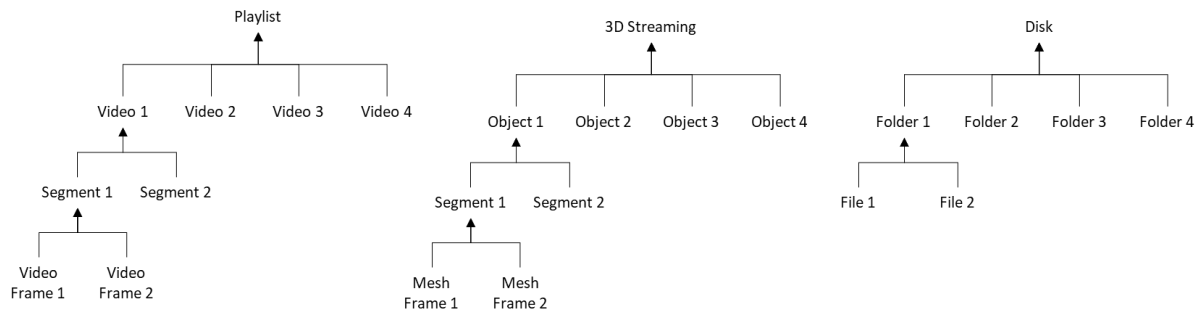 Playlist
Video 1
Video 2
Video 3
Video 4
Segment 1
Segment 2
Video
Frame 1
Video
Frame 2
3D Streaming
Object 1
Object 2
Object 3
Object 4
Segment 1
Segment 2
Mesh
Frame 1
Mesh
Frame 2
Disk
Folder 1
Folder 2
Folder 3
Folder 4
File 1
File 2